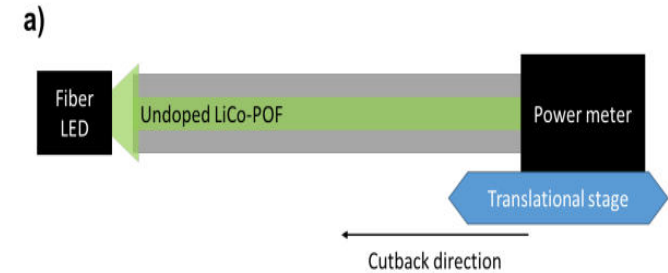 a)
Fiber
LED
Undoped LiCo-POF
Power meter
Translational stage
Cutback direction